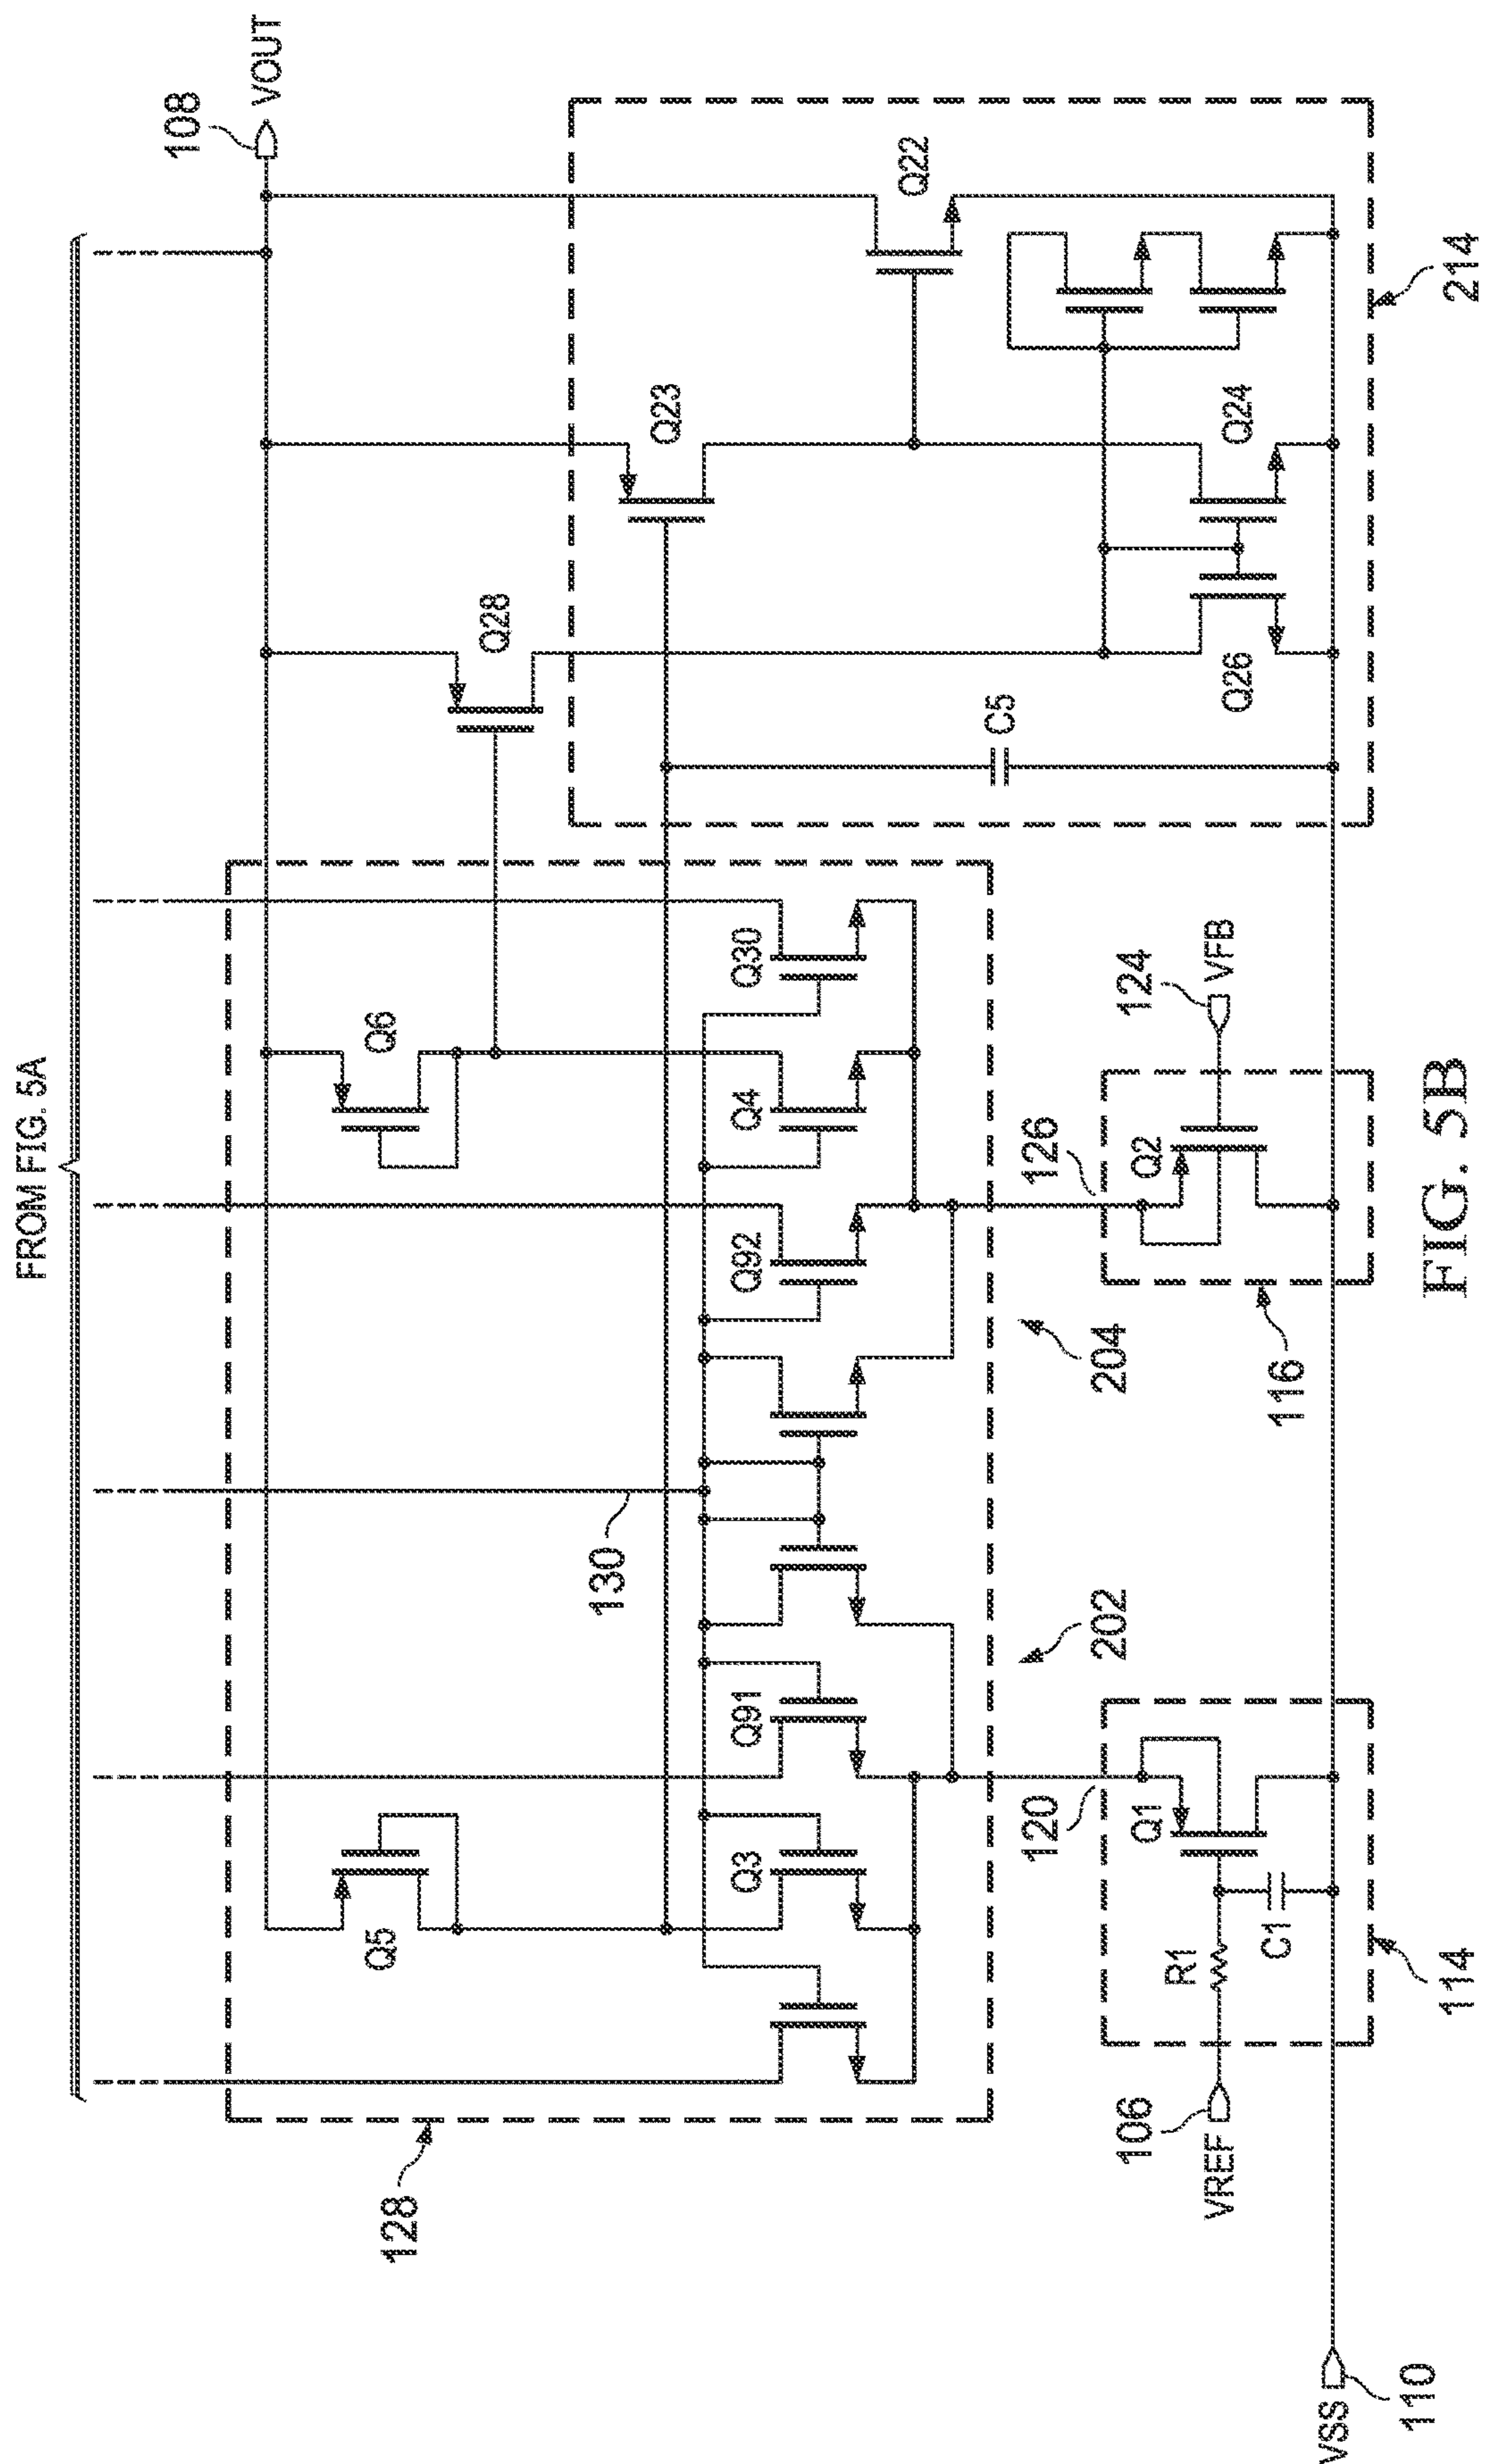 FROM FIG. 5A
108
VOUT
128
Q5
Q6
Q28
Q23
130
Q3
Q91
Q92
Q4
Q30
Q22
C5
202
204
120
126
Q1
Q2
124
VFB
106
VREF
R1
C1
Q26
Q24
114
116
214
110
VSS
FIG. 5B